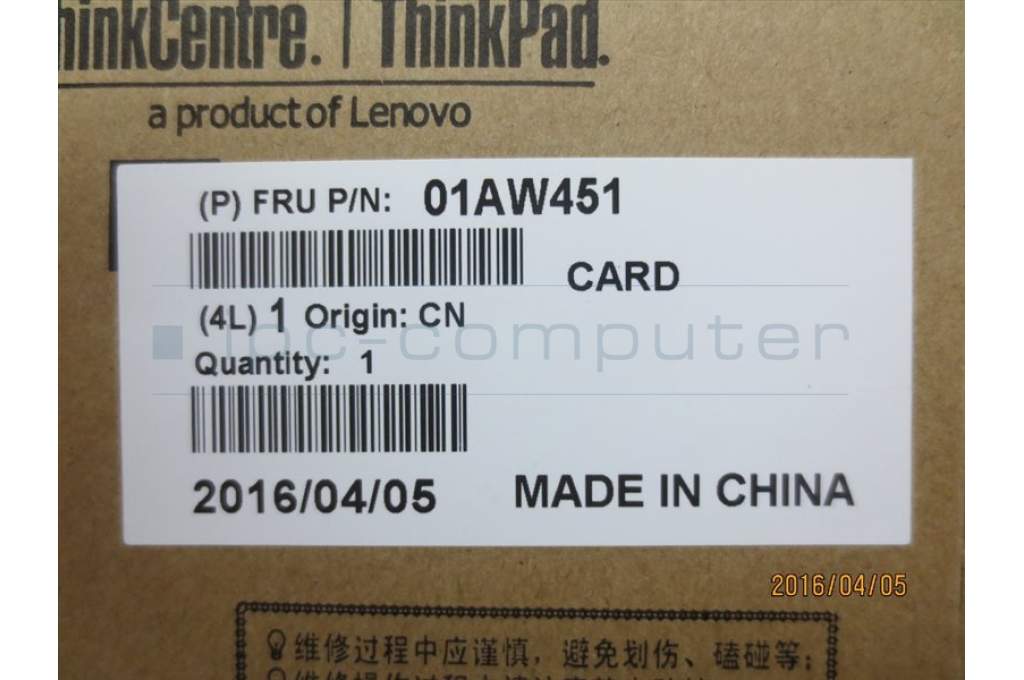 hinkCentre. | ThinkPad.
a product of Lenovo
(P) FRU P/N: 01AW451
CARD
(4L) 1 Origin: CN
ipc-computer
Quantity: 1
2016/04/05 MADE IN CHINA
2016/04/05
维修过程中应谨慎，避免划伤、磕碰等;